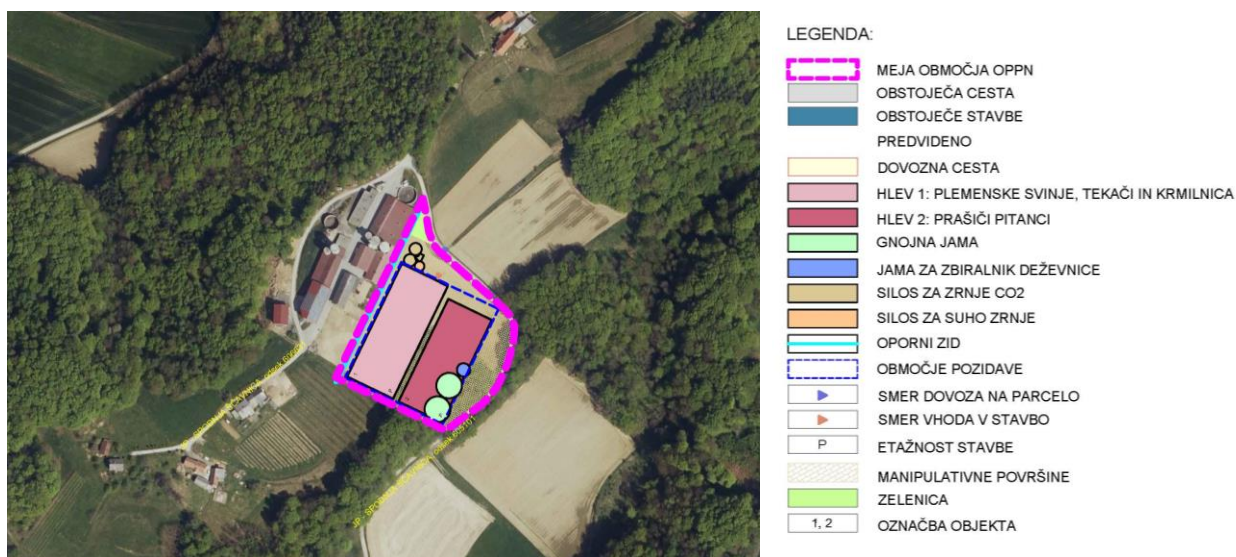 LEGENDA:
MEJA OBMOČJA OPPN
OBSTOJEČA CESTA
OBSTOJEČE STAVBE
PREDVIDENO
DOVOZNA CESTA
HLEV 1: PLEMENSKE SVINJE, TEKAČI IN KRMILNICA
HLEV 2: PRAŠIČI PITANCI
GNOJNA JAMA
JAMA ZA ZBIRALNIK DEŽEVNICE
SILOS ZA ZRNJE CO2
SILOS ZA SUHO ZRNJE
OPORNI ZID
OBMOČJE POZIDAVE
SMER DOVOZA NA PARCELO
SMER VHODA V STAVBO
P ETAŽNOST STAVBE
MANIPULATIVNE POVRŠINE
ZELENICA
1, 2 OZNAČBA OBJEKTA